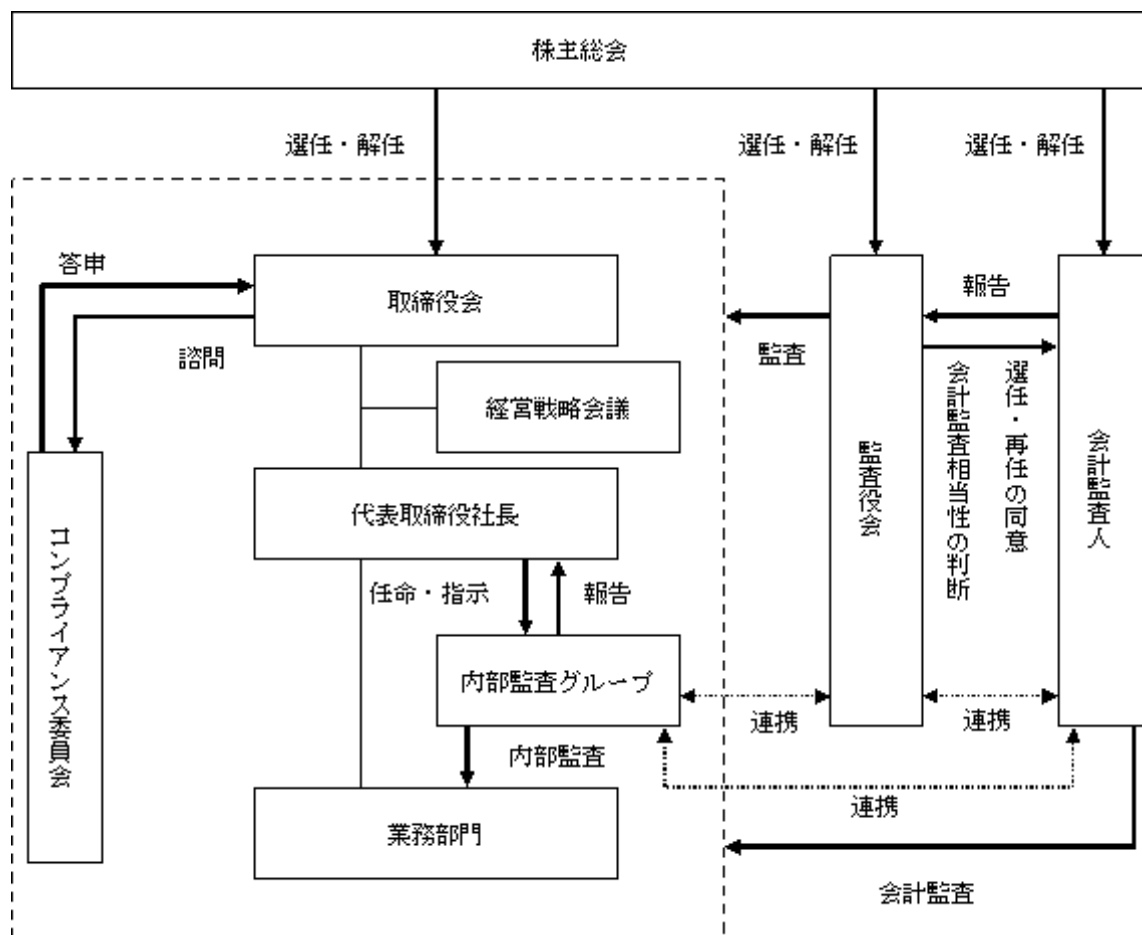 株主総会
選任・解任
選任・解任
選任・解任
答申
取締役会
諮問
監査
報告
経営戦略会議
会計監査相当性の判断
選任・再任の同意
監査役会
会計監査人
代表取締役社長
コンプライアンス委員会
任命・指示
報告
内部監査グループ
連携
連携
内部監査
連携
業務部門
会計監査